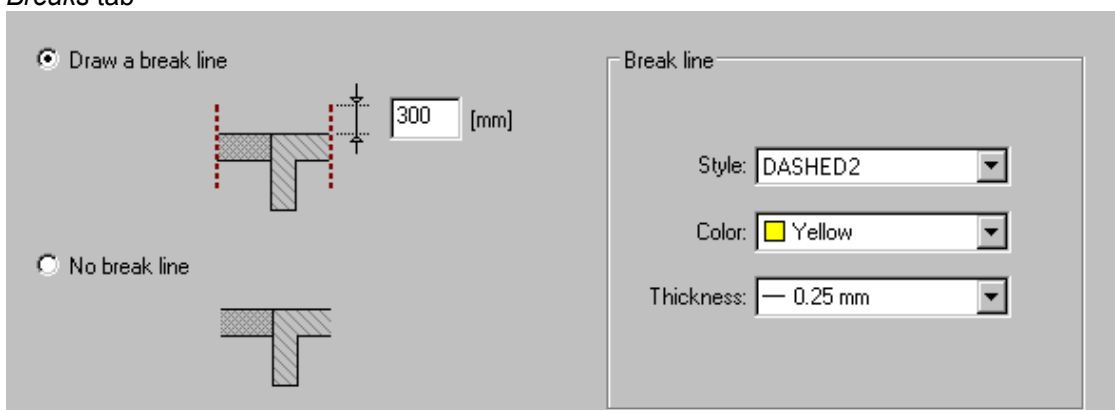 Breaks tab
Draw a break line
300 [mm]
No break line
Break line
Style: DASHED2
Color: Yellow
Thickness: 0.25 mm